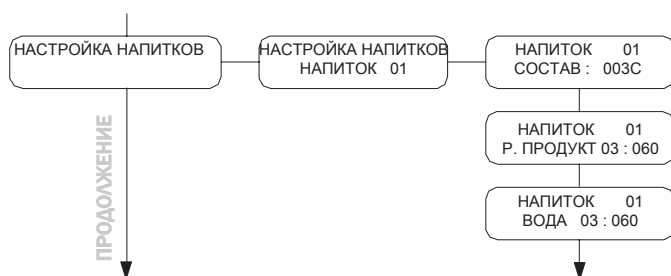 НАСТРОЙКА НАПИТКОВ
НАСТРОЙКА НАПИТКОВ
НАПИТОК 01
НАПИТОК 01
СОСТАВ : 003С
НАПИТОК 01
Р. ПРОДУКТ 03 : 060
НАПИТОК 01
ВОДА 03 : 060
ПРОДОЛЖЕНИЕ